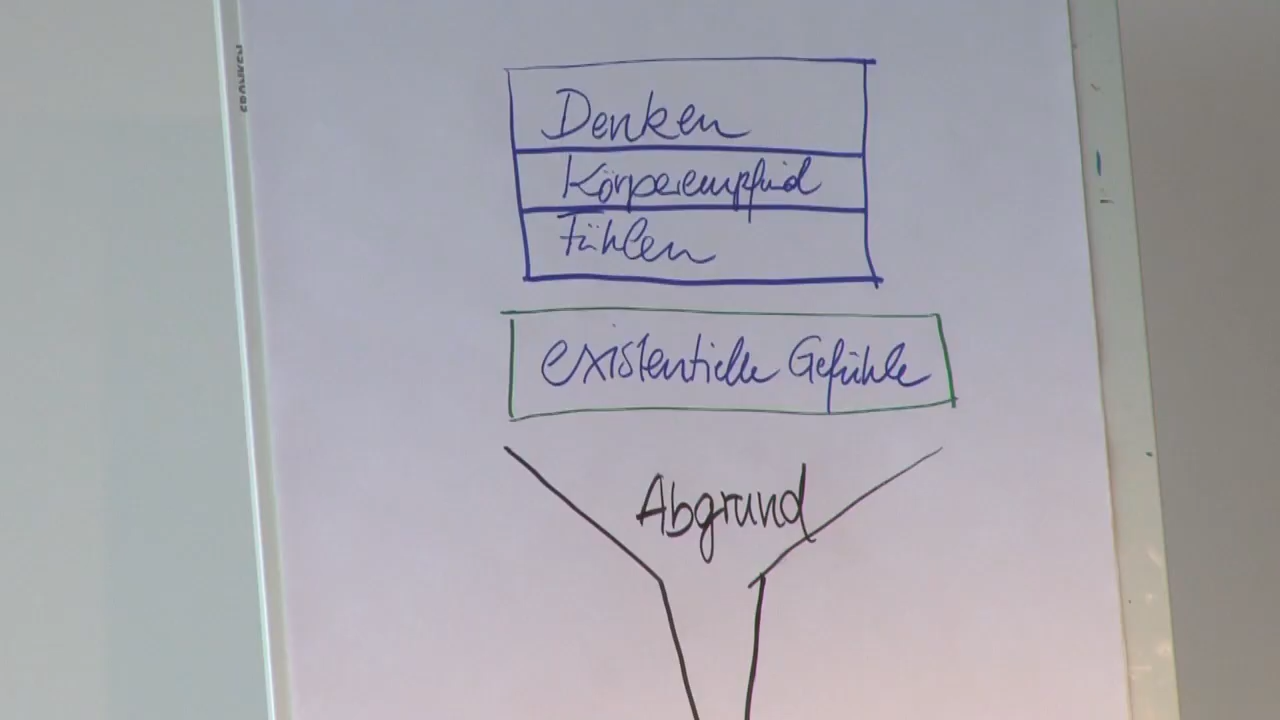 Denken
Körperempfind
Fühlen
existentielle Gefühle
Abgrund